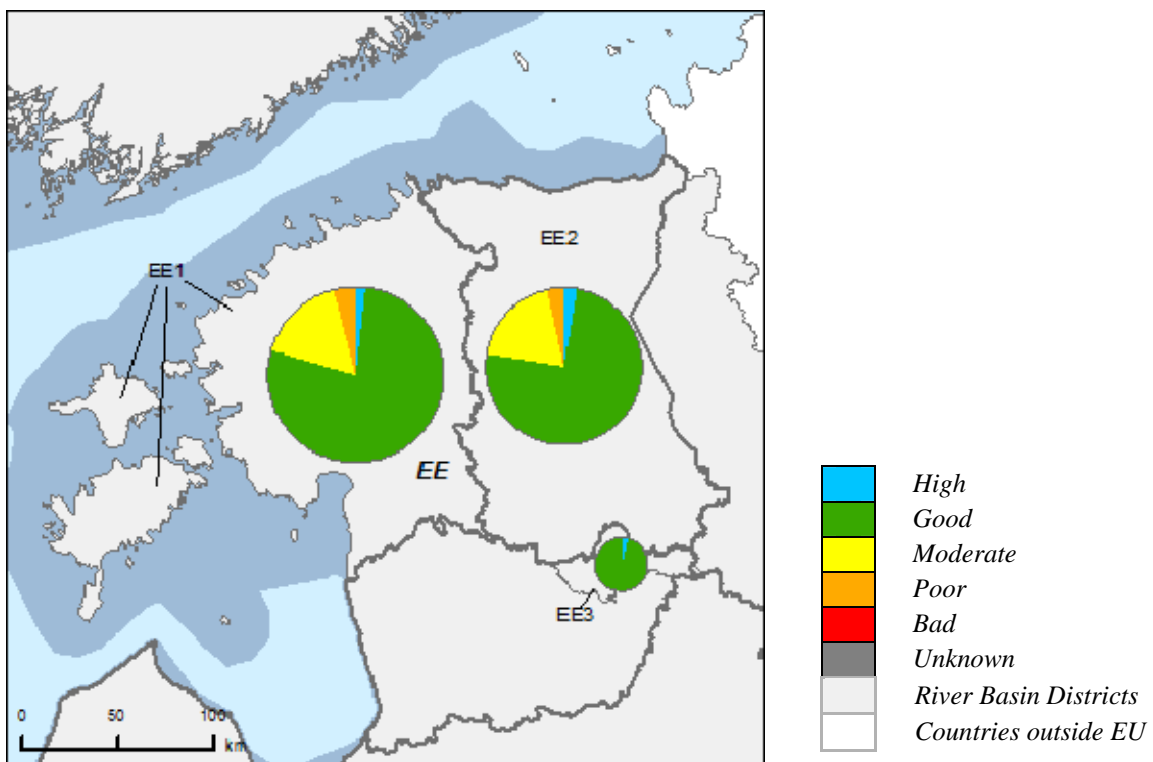 EE2
EE1
EE
EE3
0 50 100
km
High
Good
Moderate
Poor
Bad
Unknown
River Basin Districts
Countries outside EU